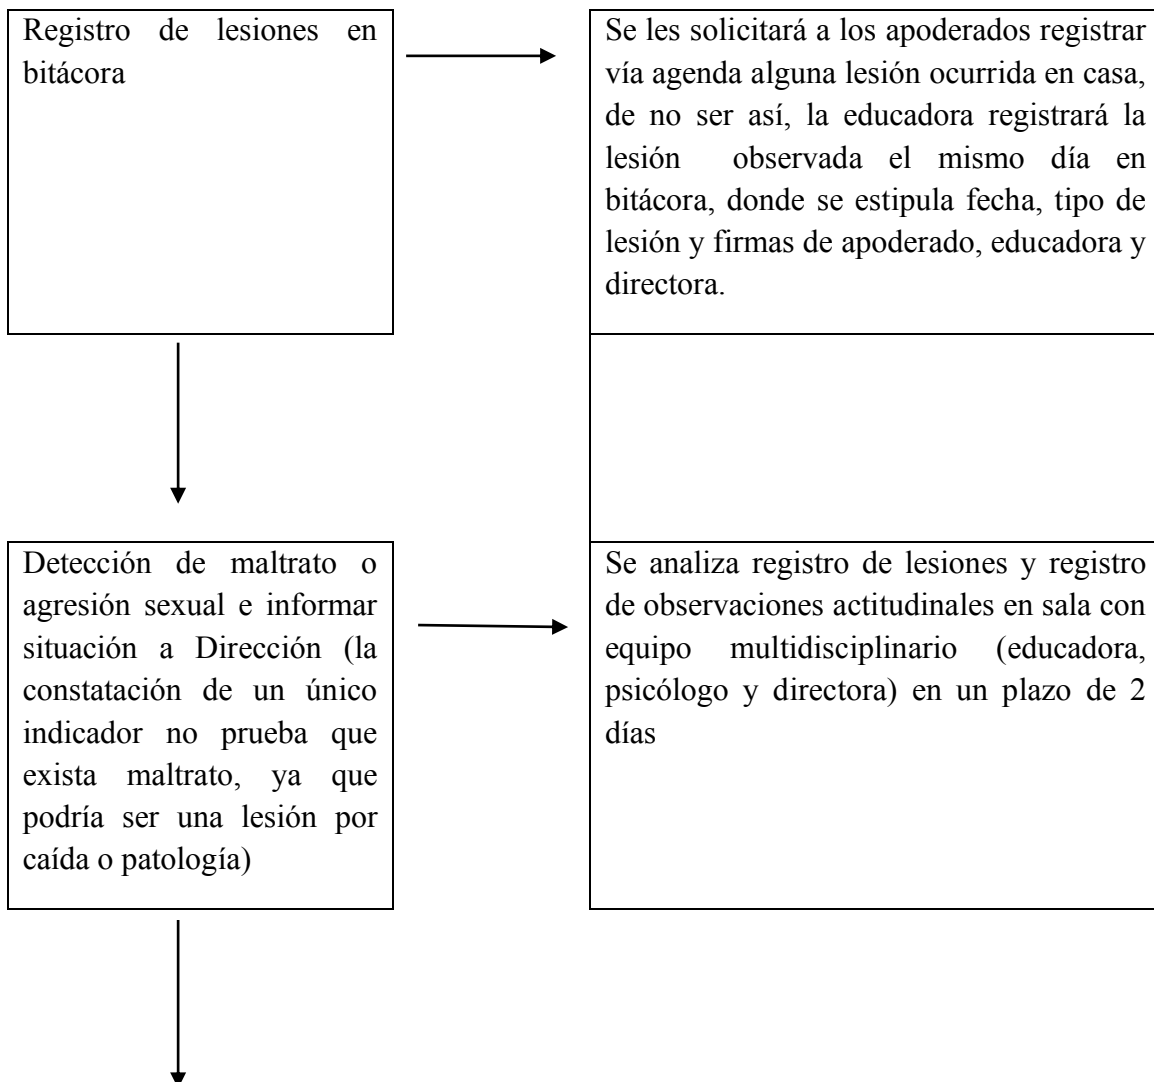 Registro de lesiones en
bitácora
Se les solicitará a los apoderados registrar
vía agenda alguna lesión ocurrida en casa,
de no ser así, la educadora registrará la
lesión observada el mismo día en
bitácora, donde se estipula fecha, tipo de
lesión y firmas de apoderado, educadora y
directora.
Detección de maltrato o
agresión sexual e informar
situación a Dirección (la
constatación de un único
indicador no prueba que
exista maltrato, ya que
podría ser una lesión por
caída o patología)
Se analiza registro de lesiones y registro
de observaciones actitudinales en sala con
equipo multidisciplinario (educadora,
psicólogo y directora) en un plazo de 2
días